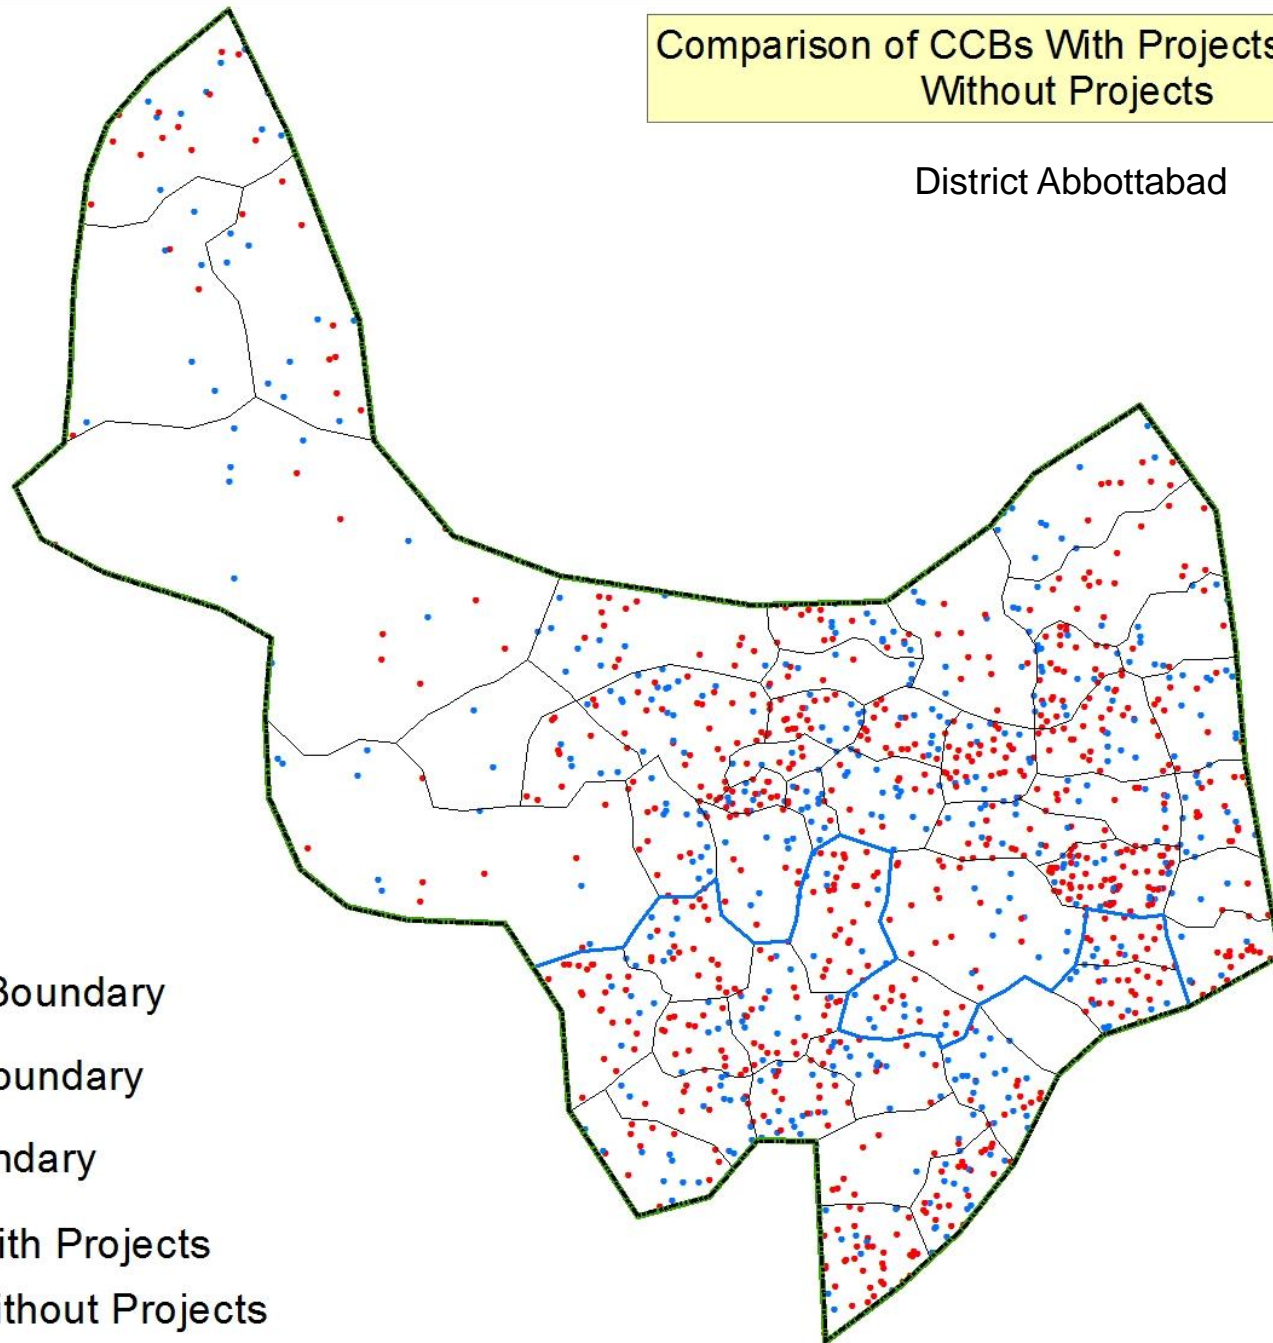 Comparison of CCBs With Projects
Without Projects
District Abbottabad
Boundary
oundary
ndary
ith Projects
ithout Projects